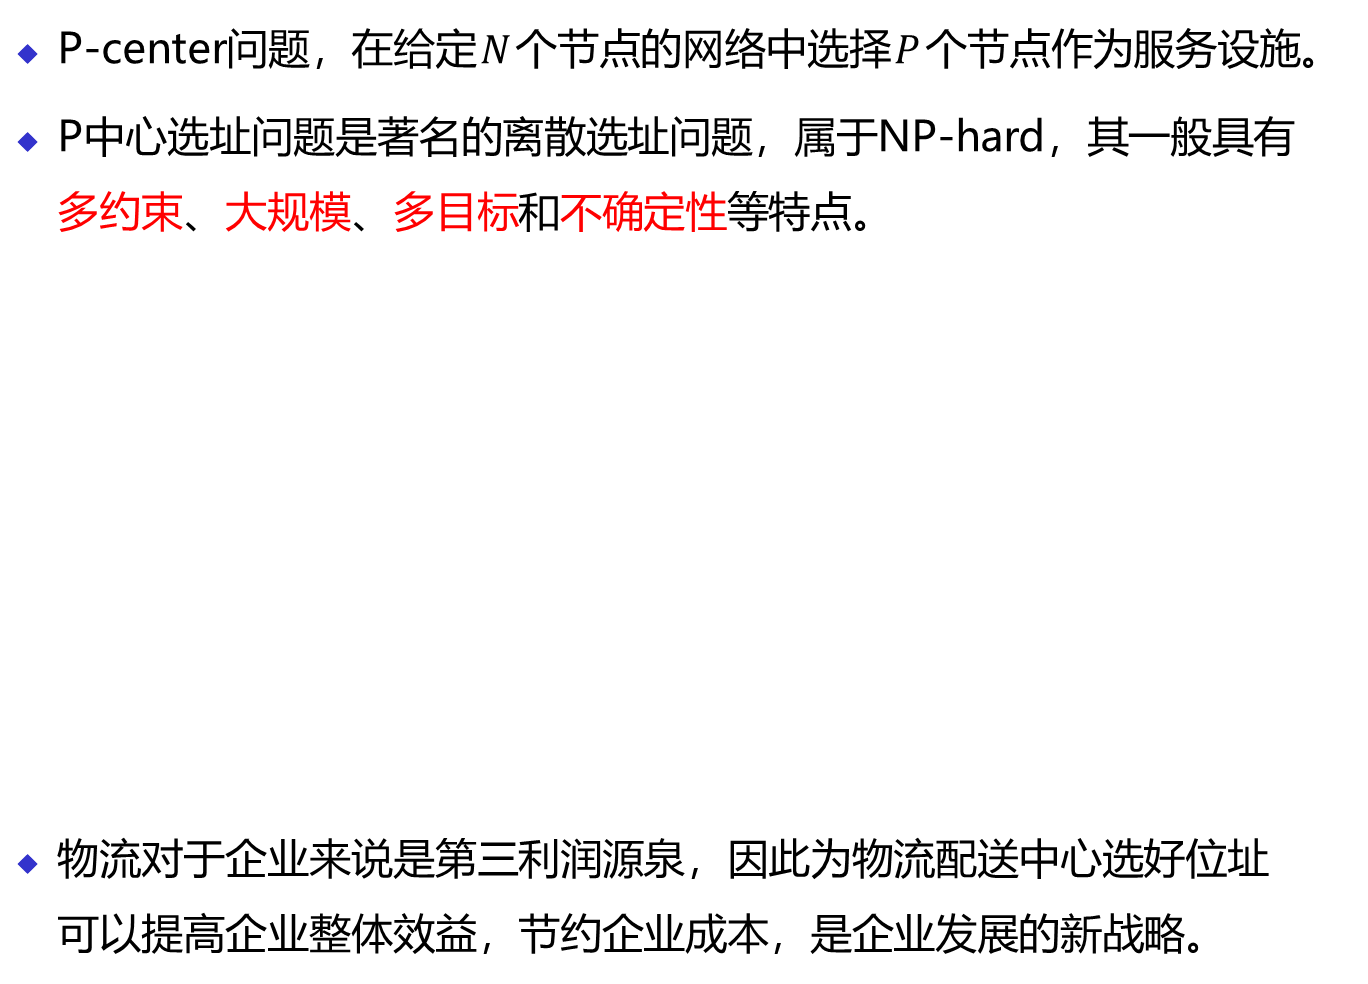 P-center问题，在给定N个节点的网络中选择P个节点作为服务设施。
P中心选址问题是著名的离散选址问题，属于NP-hard，其一般具有
多约束、大规模、多目标和不确定性等特点。
物流对于企业来说是第三利润源泉，因此为物流配送中心选好位址
可以提高企业整体效益，节约企业成本，是企业发展的新战略。